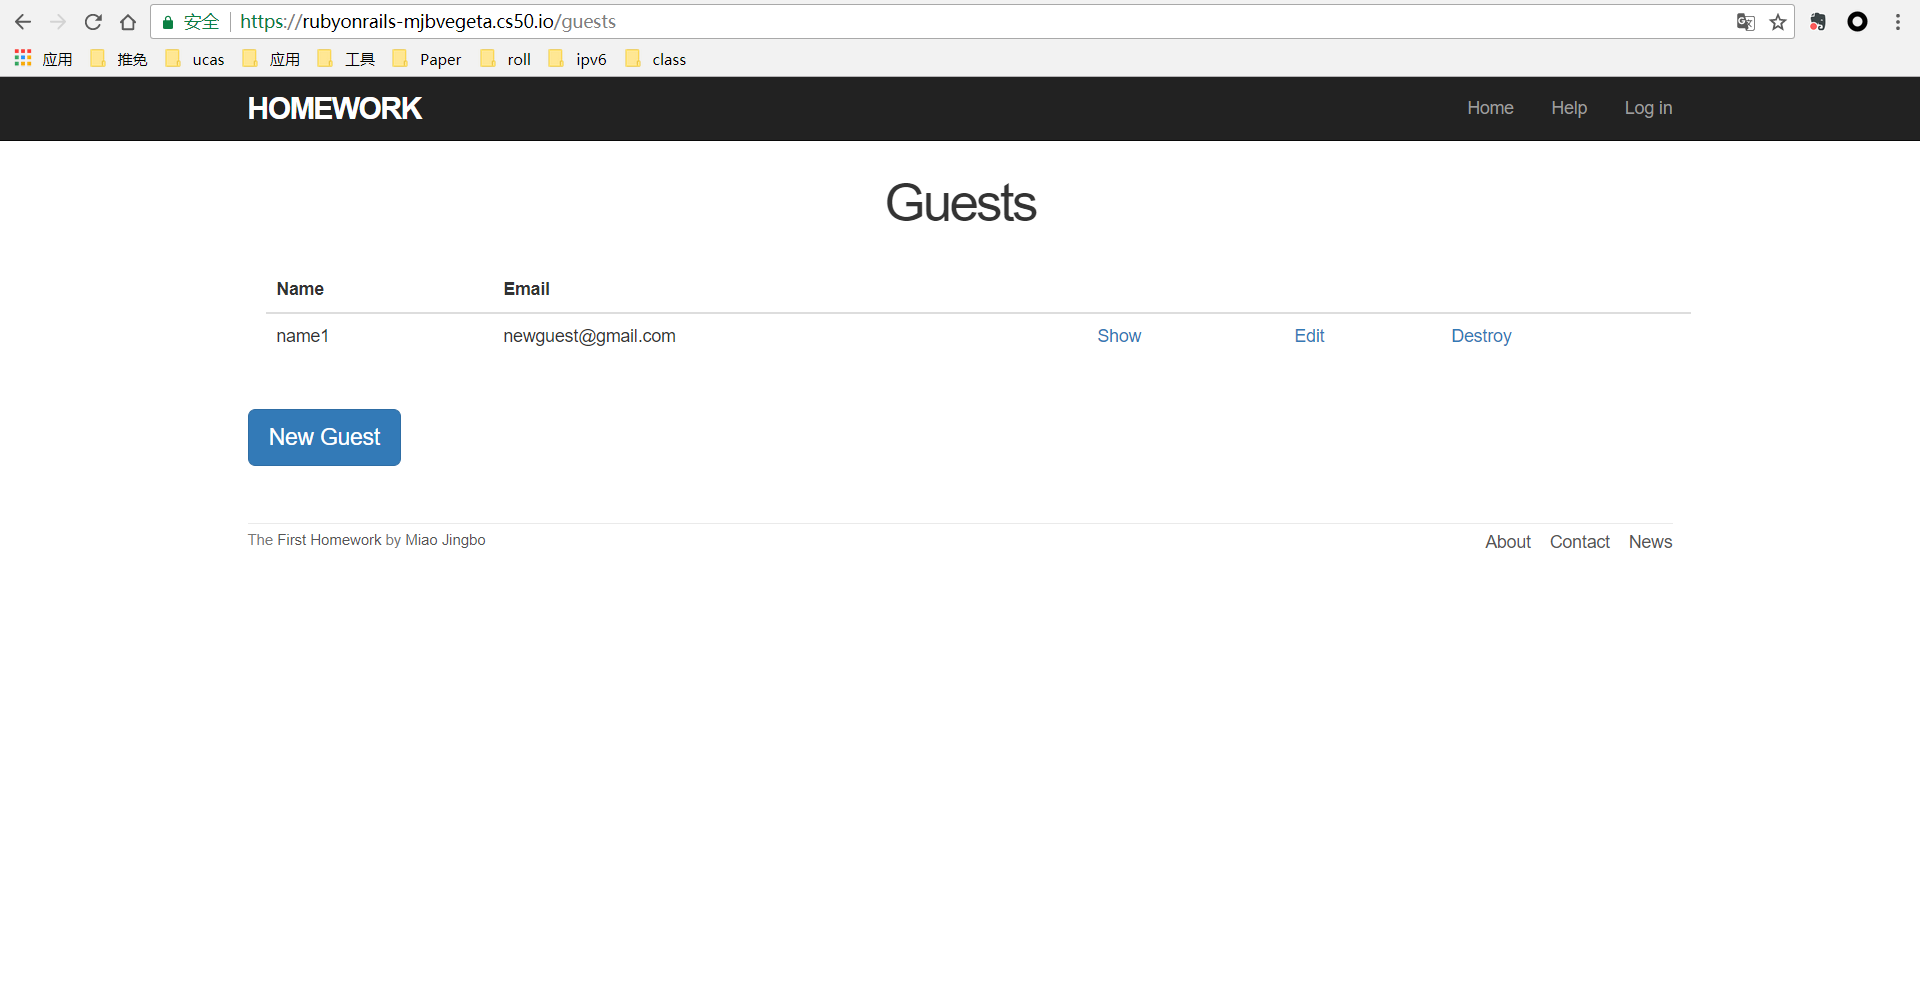 安全 https://rubyonrails-mjbvegeta.cs50.io/guests
应用 推免 ucas 应用 工具 Paper roll ipv6 class
HOMEWORK Home Help Log in
Guests
Name Email
name1 newguest@gmail.com Show Edit Destroy
New Guest
The First Homework by Miao Jingbo About Contact News